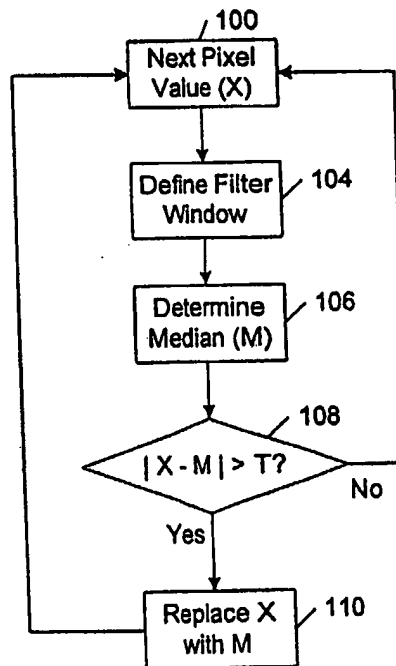 100
Next Pixel
Value (X)
Define Filter
Window
104
Determine
Median (M)
106
108
| X - M | > T?
No
Yes
Replace X
with M
110